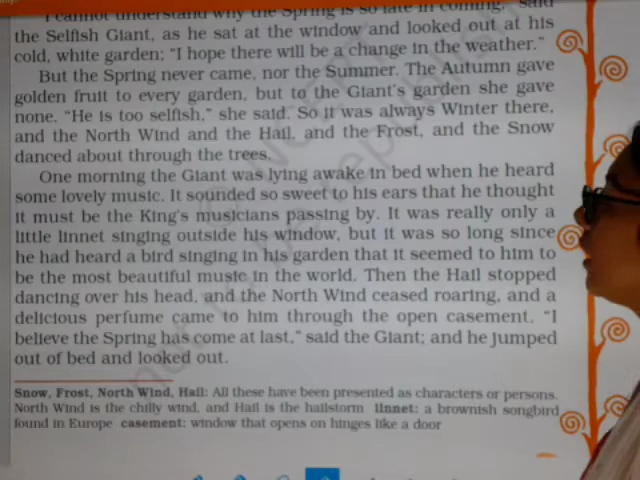 "I cannot understand why the Spring is so late in coming," said
the Selfish Giant, as he sat at the window and looked out at his
cold, white garden; "I hope there will be a change in the weather."
But the Spring never came, nor the Summer. The Autumn gave
golden fruit to every garden, but to the Giant's garden she gave
none. "He is too selfish," she said. So it was always Winter there,
and the North Wind and the Hail, and the Frost, and the Snow
danced about through the trees.
One morning the Giant was lying awake in bed when he heard
some lovely music. It sounded so sweet to his ears that he thought
it must be the King's musicians passing by. It was really only a
little linnet singing outside his window, but it was so long since
he had heard a bird singing in his garden that it seemed to him to
be the most beautiful music in the world. Then the Hail stopped
dancing over his head, and the North Wind ceased roaring, and a
delicious perfume came to him through the open casement. "I
believe the Spring has come at last," said the Giant; and he jumped
out of bed and looked out.
Snow, Frost, North Wind, Hail: All these have been presented as characters or persons.
North Wind is the chilly wind, and Hail is the hailstorm linnet: a brownish songbird
found in Europe casement: window that opens on hinges like a door